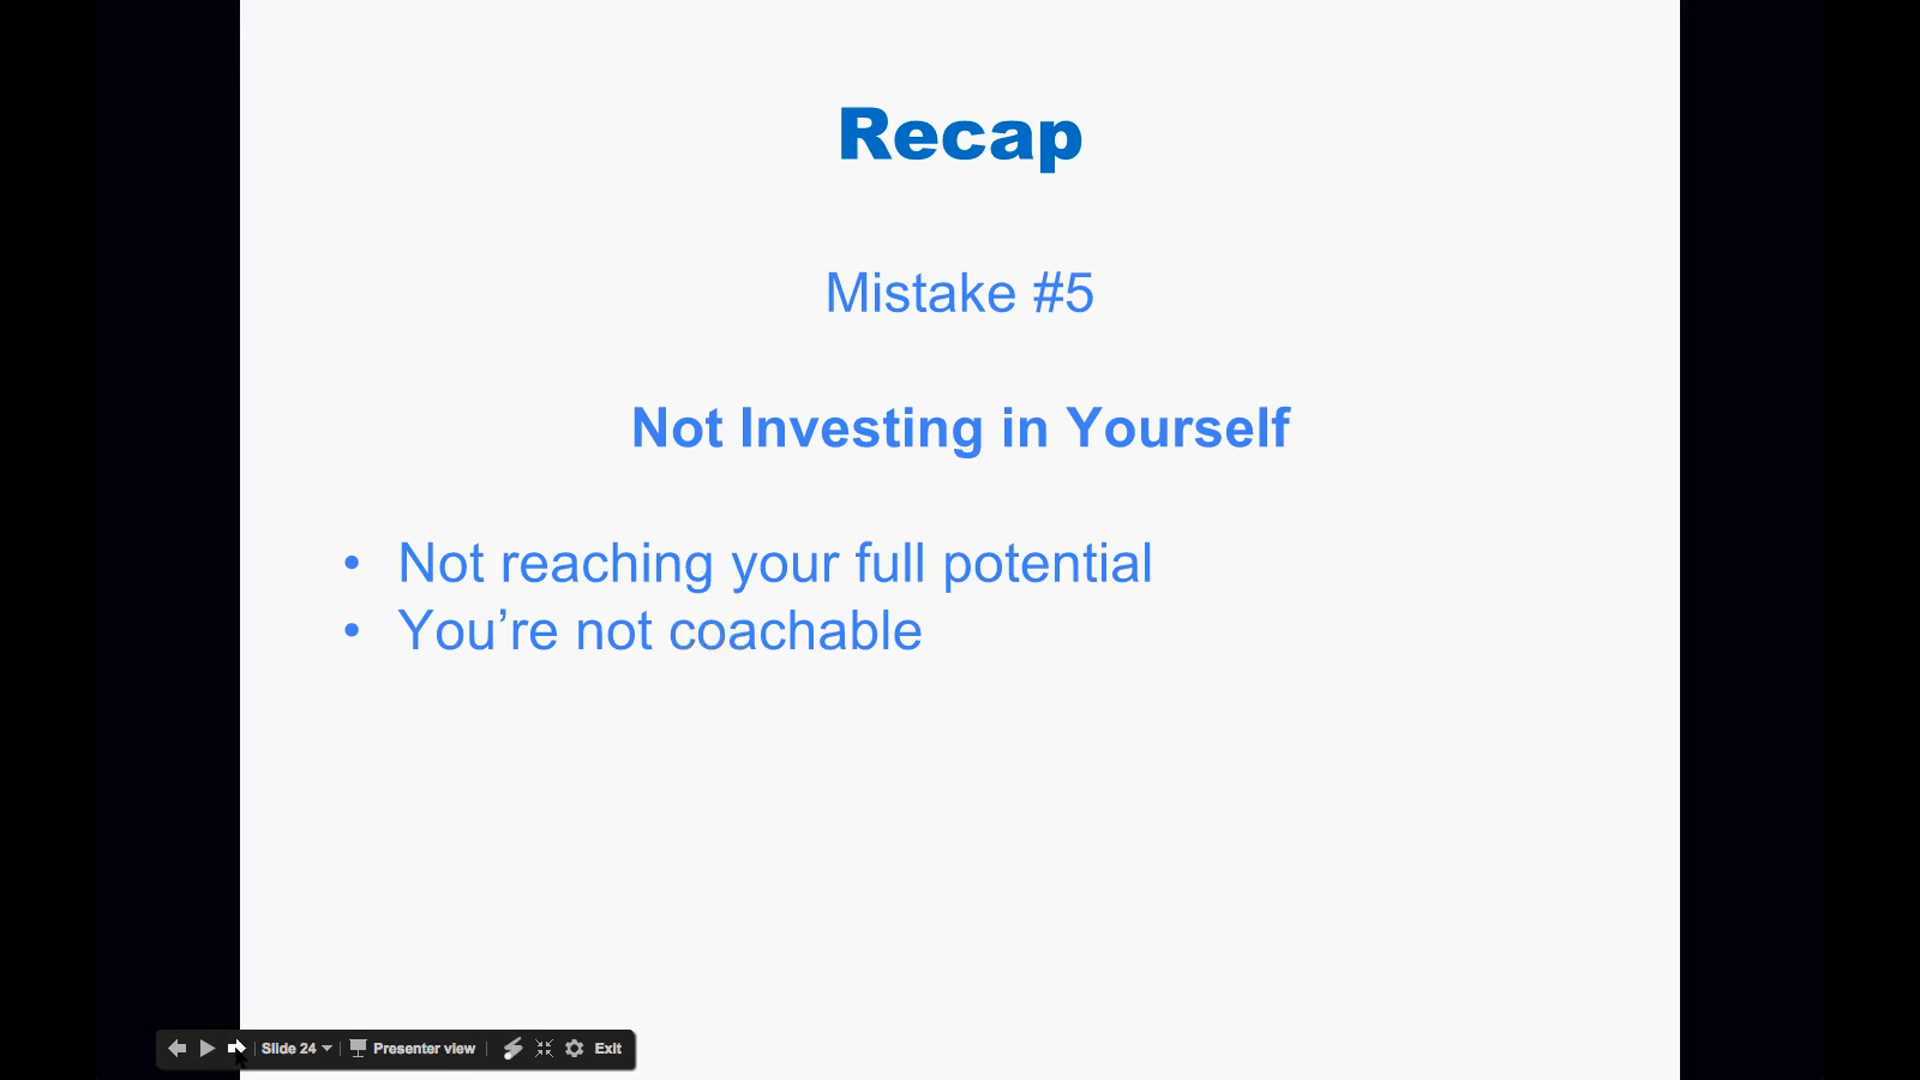 Recap
Mistake #5
Not Investing in Yourself
• Not reaching your full potential
• You’re not coachable
Slide 24 Presenter view Exit